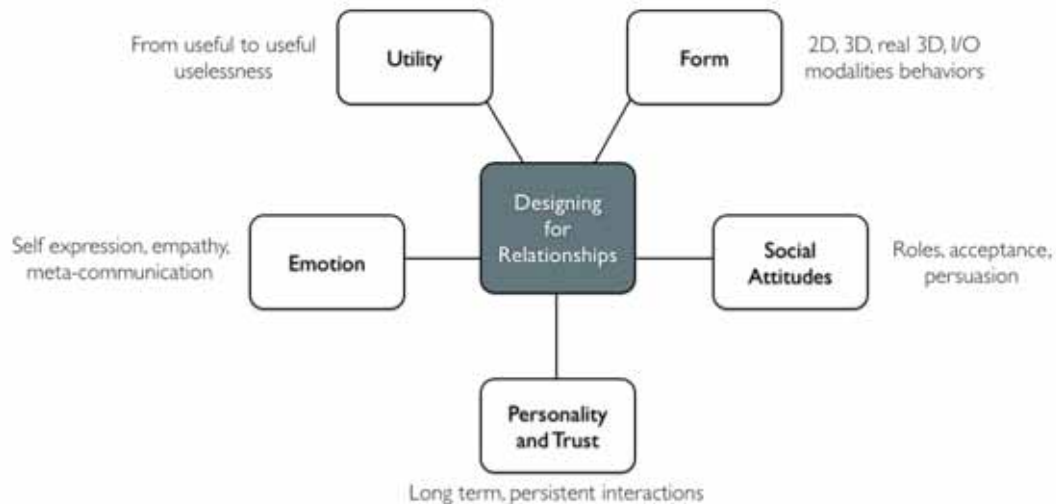 From useful to useful
uselessness
Utility
Form
2D, 3D, real 3D, I/O
modalities behaviors
Designing
for
Relationships
Self expression, empathy,
meta-communication
Emotion
Social
Attitudes
Roles, acceptance,
persuasion
Personality
and Trust
Long term, persistent interactions